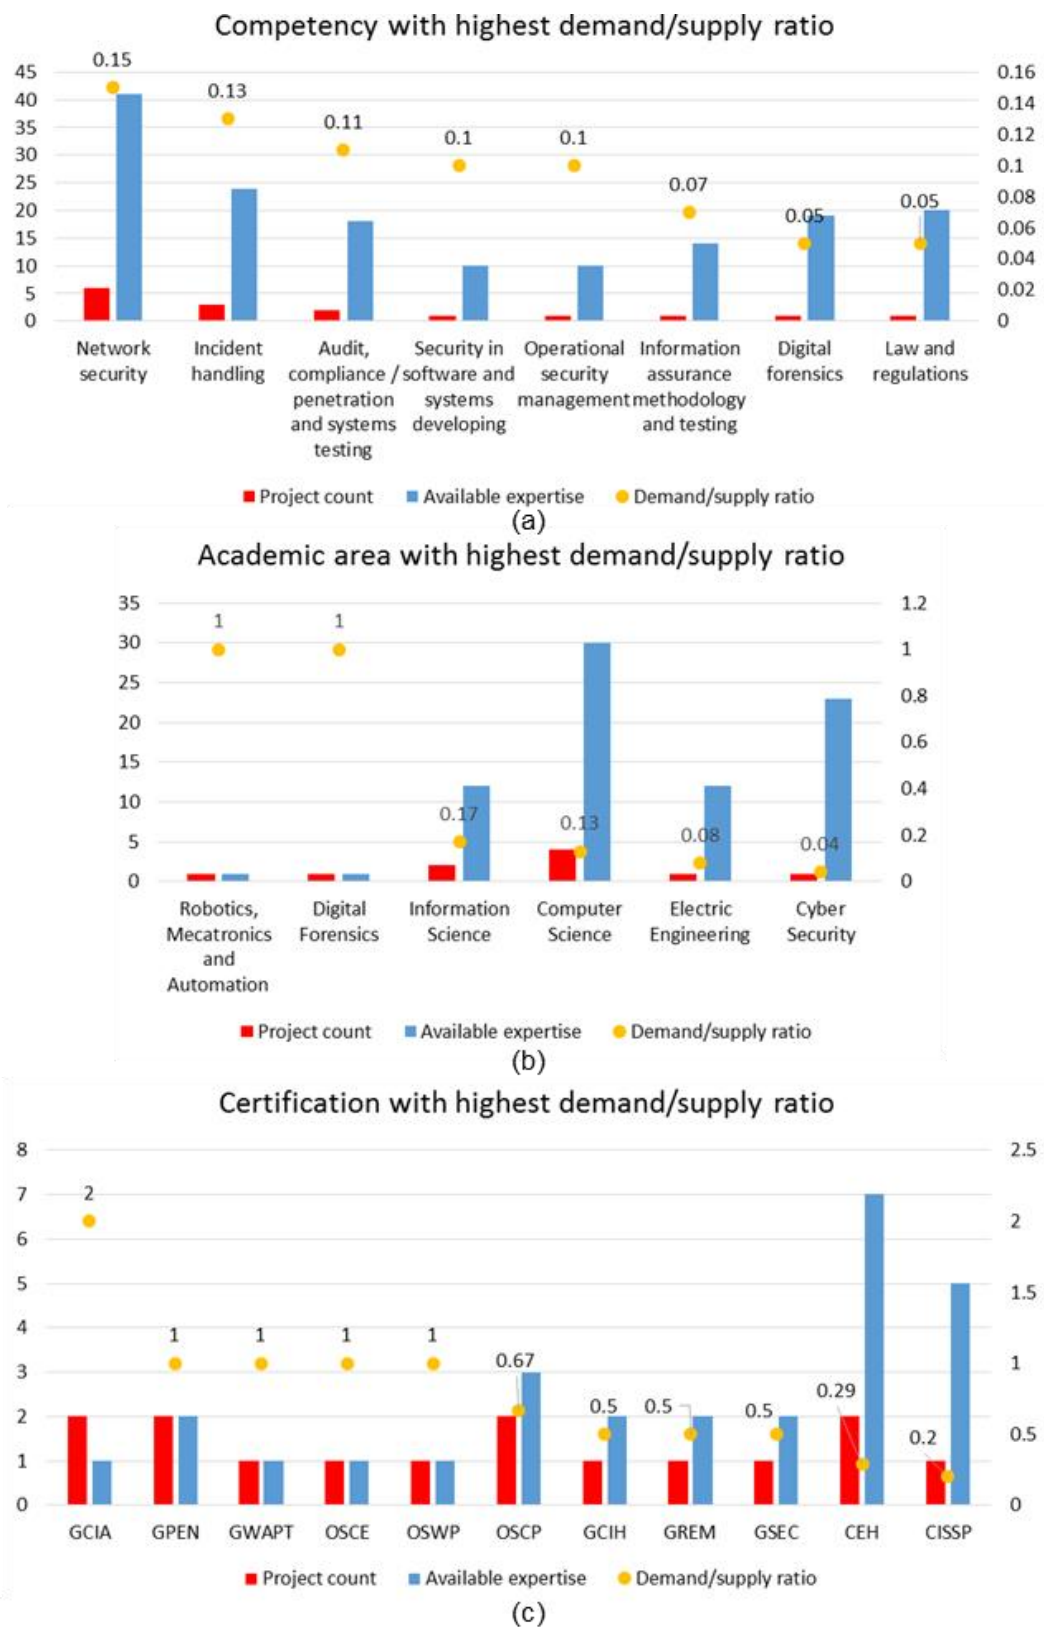 Competency with highest demand/supply ratio
45
40
35
30
25
20
15
10
5
0
0.15
0.13
0.11
0.1
0.1
0.07
0.05
0.05
0.16
0.14
0.12
0.1
0.08
0.06
0.04
0.02
0
Network
security
Incident
handling
Audit,
compliance /
penetration
and systems
testing
Security in
software and
systems
developing
Operational
security
management
Information
assurance
methodology
and testing
Digital
forensics
Law and
regulations
Project count
Available expertise
Demand/supply ratio
(a)
Academic area with highest demand/supply ratio
35
30
25
20
15
10
5
0
1
1
0.17
0.13
0.08
0.04
1.2
1
0.8
0.6
0.4
0.2
0
Robotics,
Mecatronics
and
Automation
Digital
Forensics
Information
Science
Computer
Science
Electric
Engineering
Cyber
Security
Project count
Available expertise
Demand/supply ratio
(b)
Certification with highest demand/supply ratio
8
7
6
5
4
3
2
1
0
2
1
1
1
1
0.67
0.5
0.5
0.5
0.29
0.2
2.5
2
1.5
1
0.5
0
GCIA
GPEN
GWAPT
OSCE
OSWP
OSCP
GCIH
GREM
GSEC
CEH
CISSP
Project count
Available expertise
Demand/supply ratio
(c)